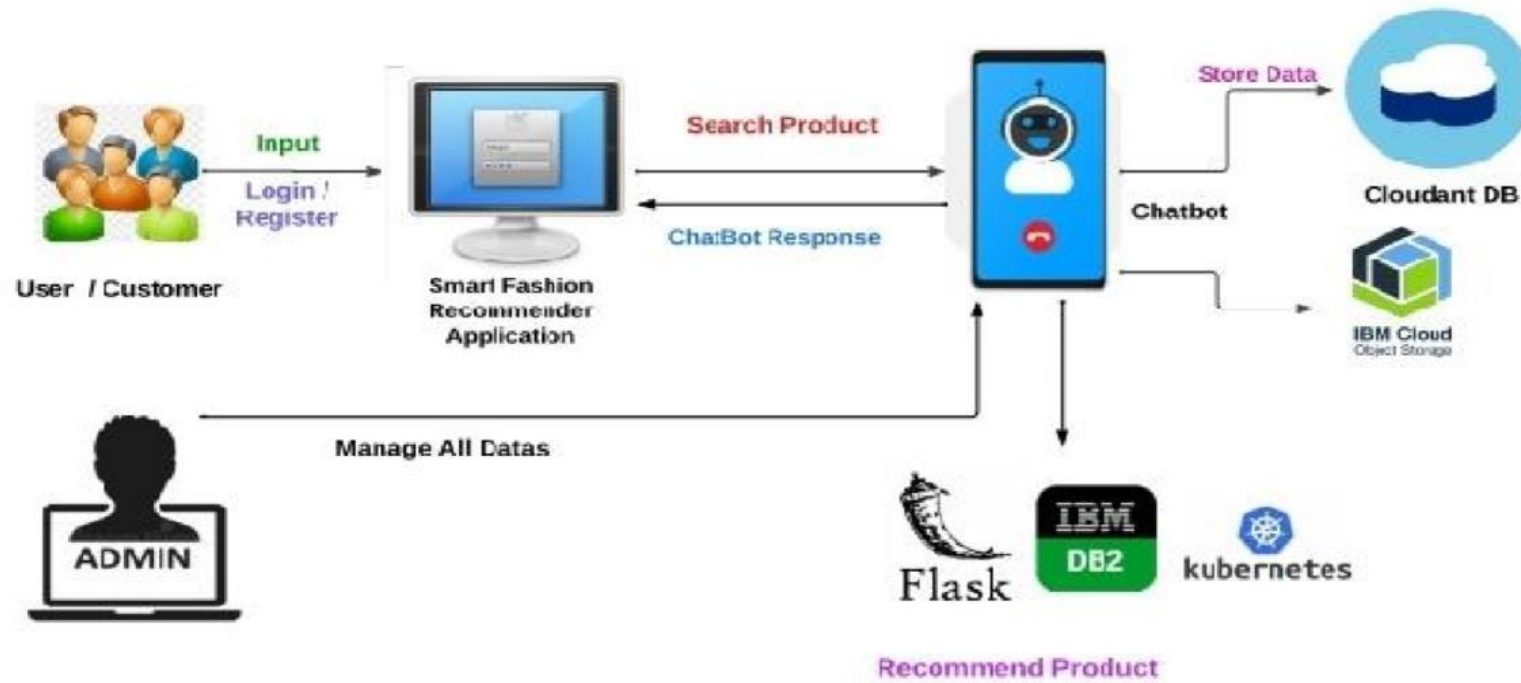 Store Data
Search Product
Input
Login /
Register
Chatbot
Cloudant DB
ChatBot Response
User / Customer
Smart Fashion
Recommender
Application
IBM Cloud
Object Storage
Manage All Datas
ADMIN
IBM
DB2
Flask
kubernetes
Recommend Product